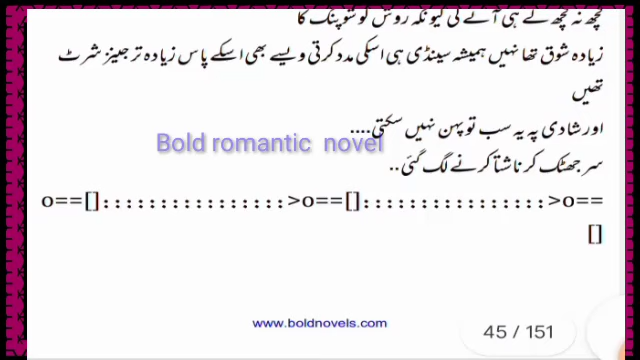 کچھ نہ کچھ لے ہی آئے گی کیونکہ روش کو شوپنگ کا
زیادہ شوق تھا نہیں ہمیشہ سینڈی ہی اسکی مدد کرتی ویسے بھی اسکے پاس زیادہ تر جینز شرٹ
تھیں
اور شادی پہ یہ سب تو پہن نہیں سکتی....
Bold romantic novel
سر جھٹک کر ناشتا کرنے لگ گئی..
o==[]::::::::::::::::>o==[]::::::::::::::::>o==
[]
www.boldnovels.com
45 / 151